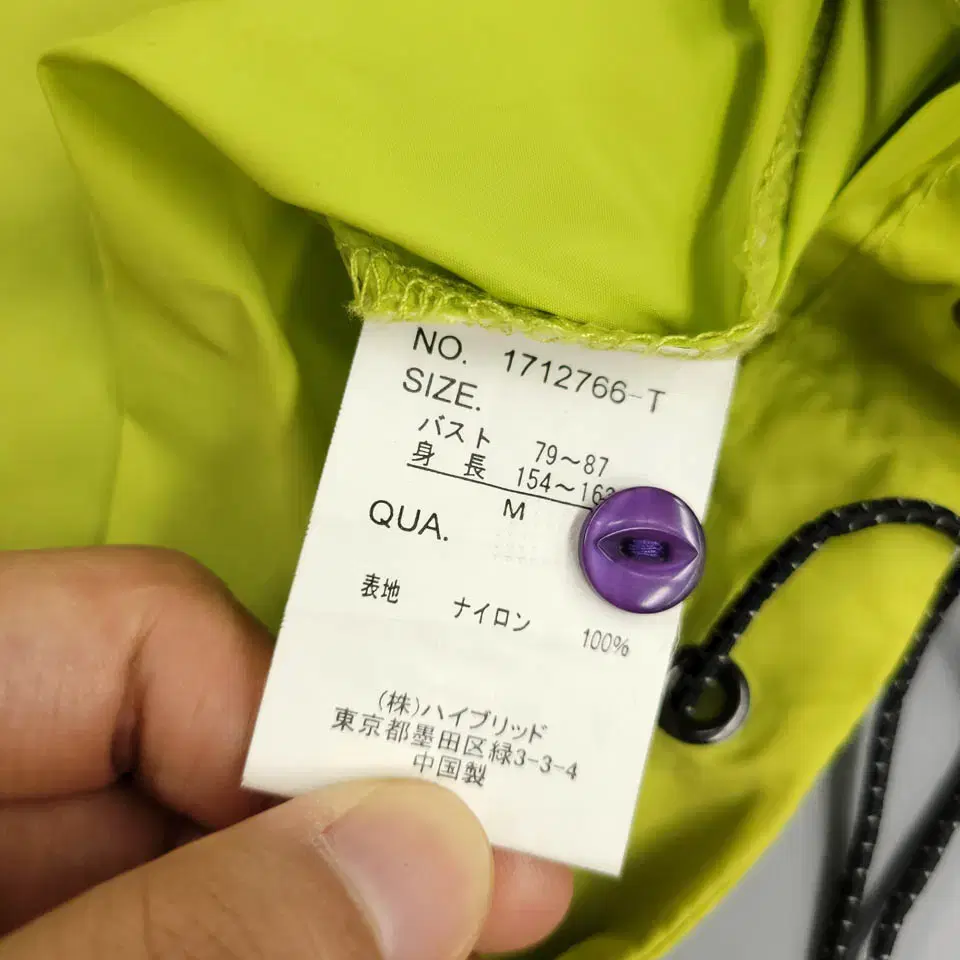 NO. 1712766-T
SIZE.
バスト 79〜87
身 長 154〜162
M
QUA.
表地 ナイロン 100%
(株)ハイブリッド
東京都墨田区緑3-3-4
中国製